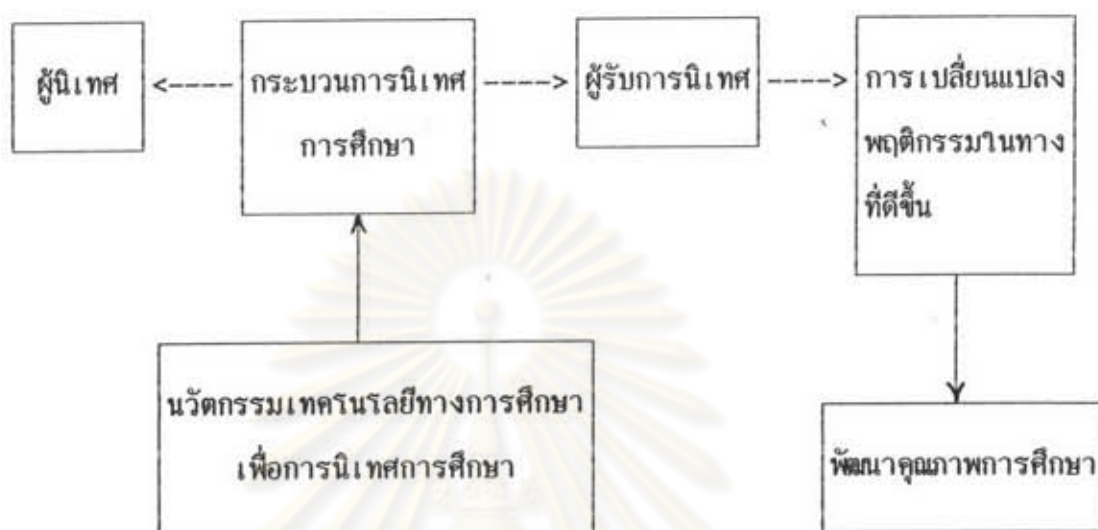 ผู้นิเทศ <----- กระบวนการนิเทศ -----> ผู้รับการนิเทศ -----> การเปลี่ยนแปลง
การศึกษา
พฤติกรรมในทาง
ที่ดีขึ้น
นวัตกรรมเทคโนโลยีทางการศึกษา
เพื่อการนิเทศการศึกษา
พัฒนาคุณภาพการศึกษา